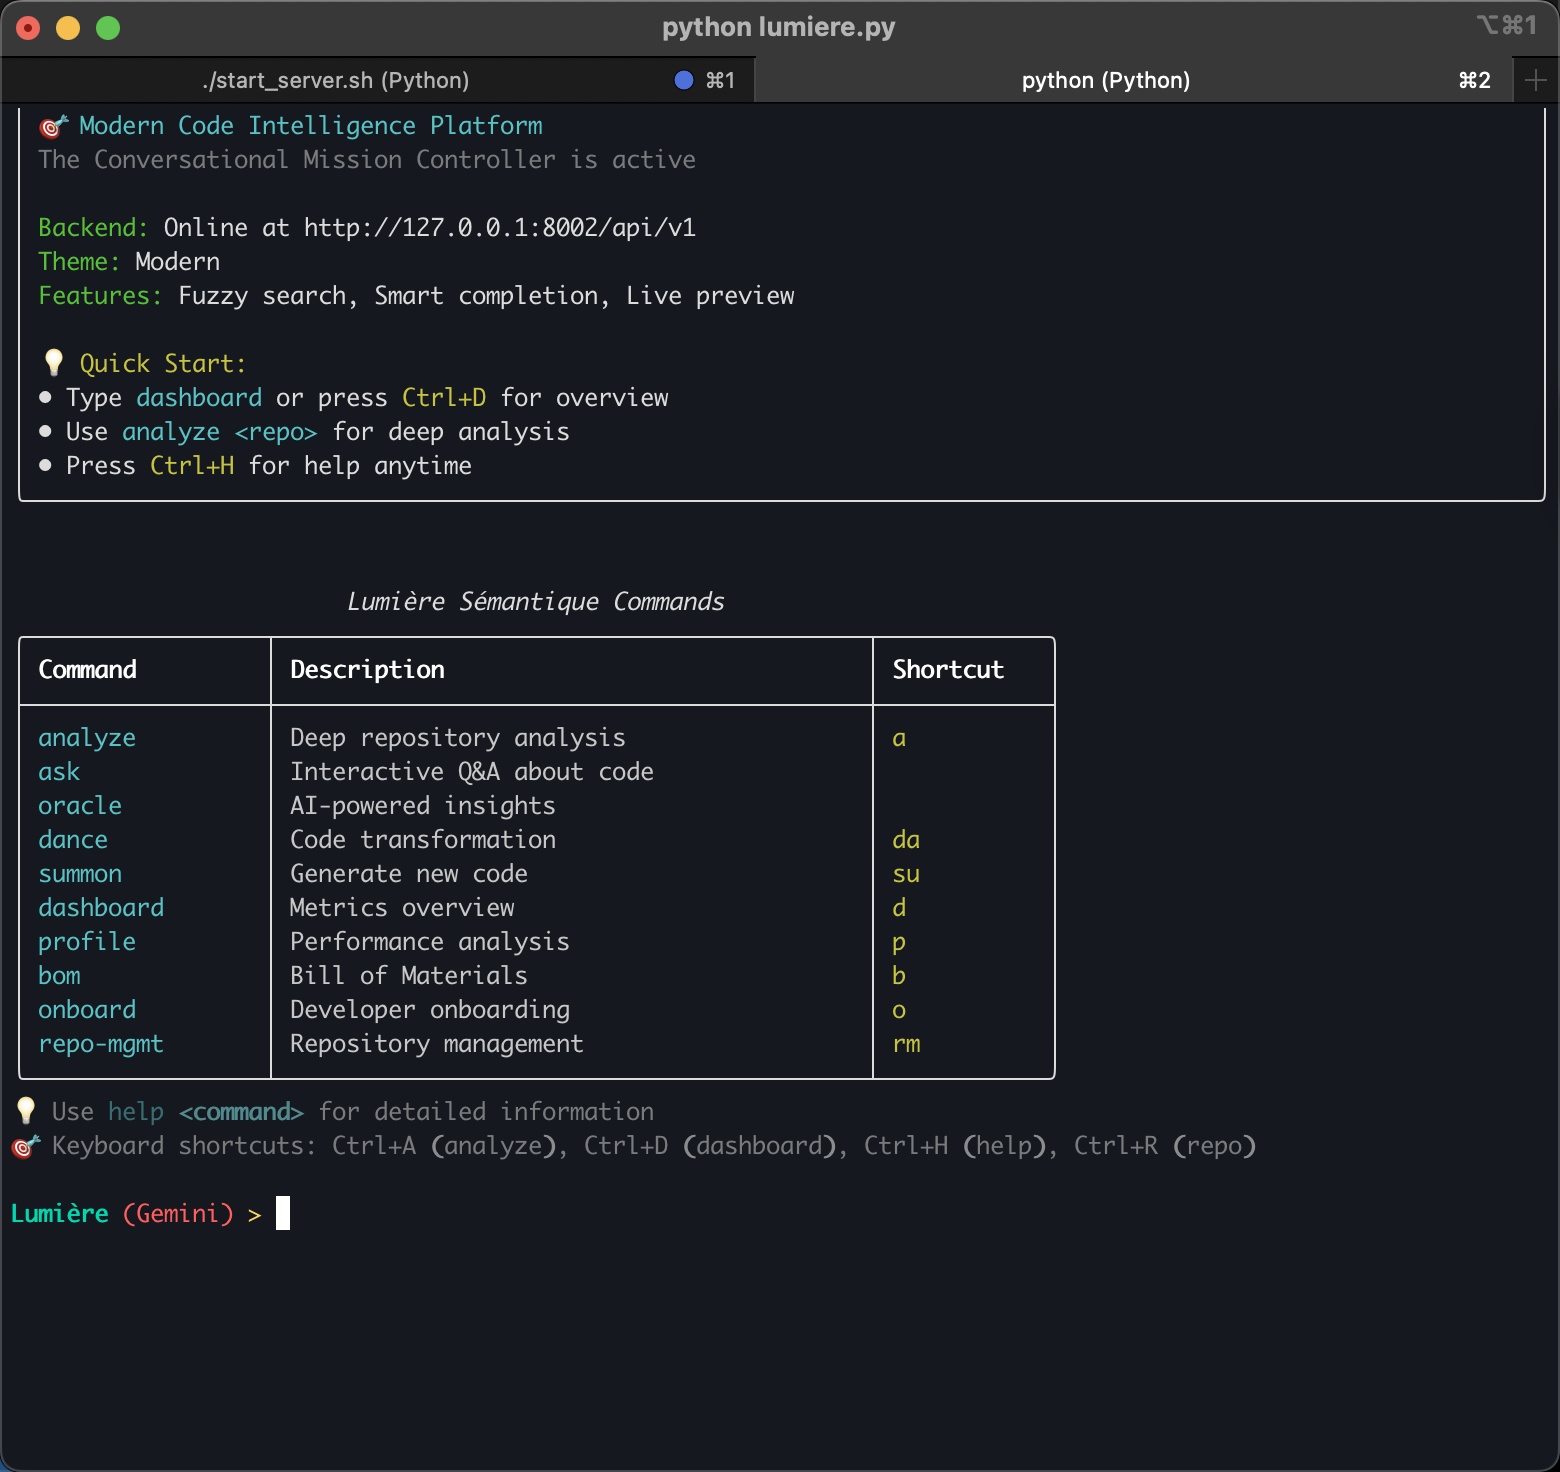 python lumiere.py
⌥⌘1
./start_server.sh (Python) ⌘1
python (Python) ⌘2
🎯 Modern Code Intelligence Platform
The Conversational Mission Controller is active
Backend: Online at http://127.0.0.1:8002/api/v1
Theme: Modern
Features: Fuzzy search, Smart completion, Live preview
💡 Quick Start:
● Type dashboard or press Ctrl+D for overview
● Use analyze <repo> for deep analysis
● Press Ctrl+H for help anytime
Lumière Sémantique Commands
Command Description Shortcut
analyze Deep repository analysis a
ask Interactive Q&A about code
oracle AI-powered insights
dance Code transformation da
summon Generate new code su
dashboard Metrics overview d
profile Performance analysis p
bom Bill of Materials b
onboard Developer onboarding o
repo-mgmt Repository management rm
💡 Use help <command> for detailed information
🎯 Keyboard shortcuts: Ctrl+A (analyze), Ctrl+D (dashboard), Ctrl+H (help), Ctrl+R (repo)
Lumière (Gemini) >